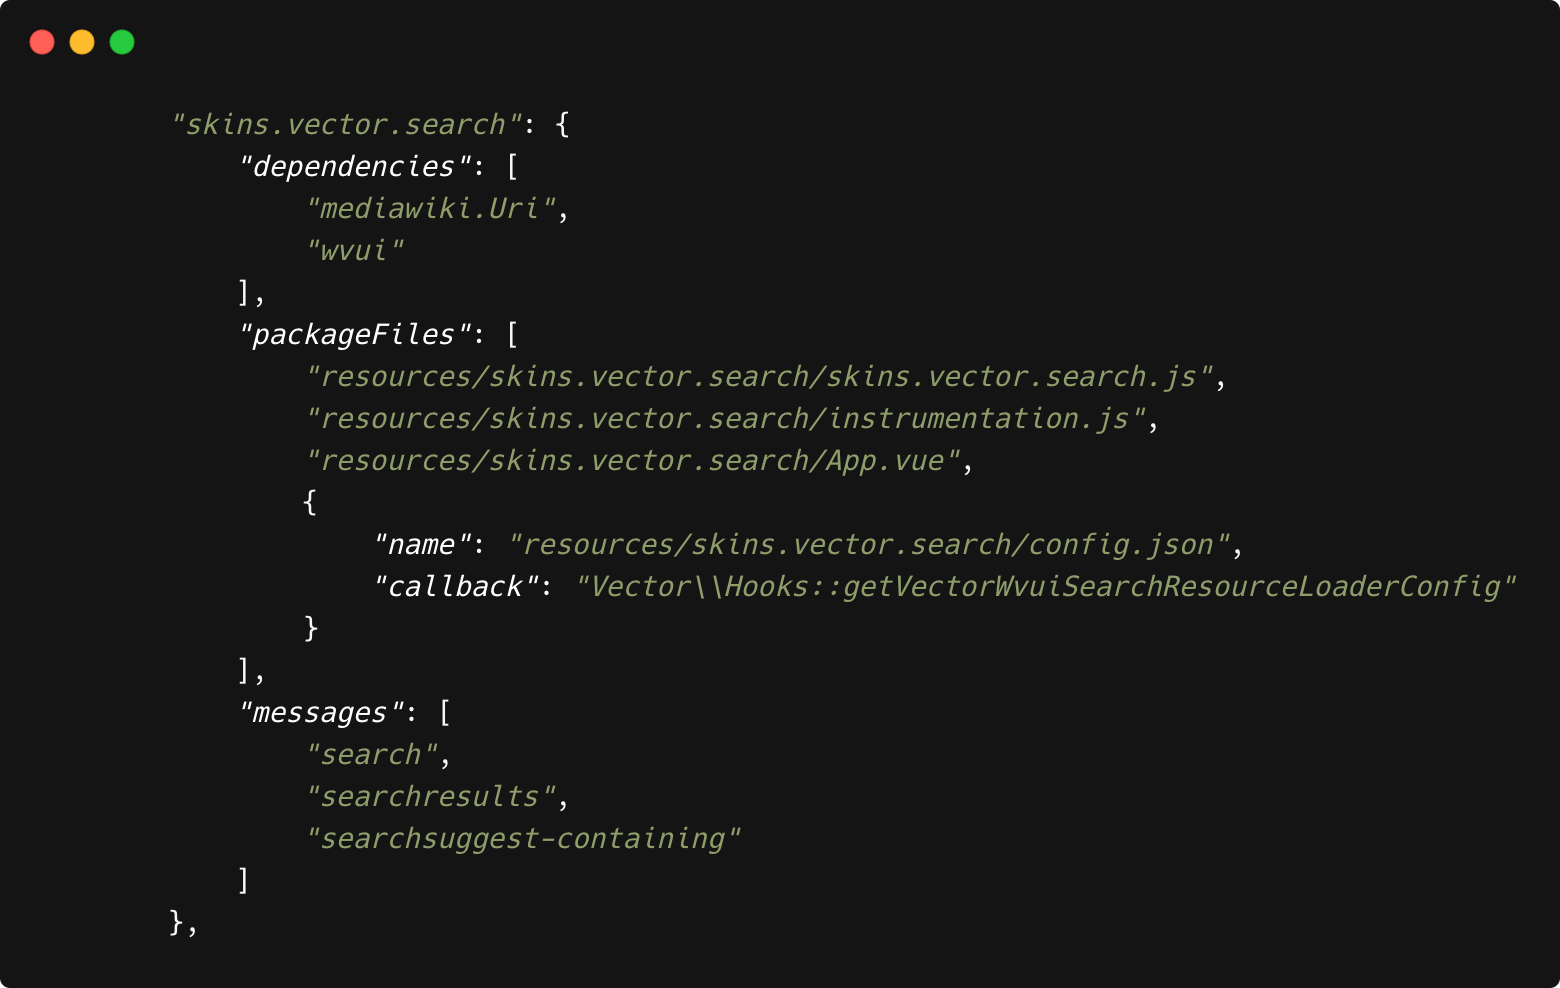 "skins.vector.search": {
    "dependencies": [
        "mediawiki.Uri",
        "wvui"
    ],
    "packageFiles": [
        "resources/skins.vector.search/skins.vector.search.js",
        "resources/skins.vector.search/instrumentation.js",
        "resources/skins.vector.search/App.vue",
        {
            "name": "resources/skins.vector.search/config.json",
            "callback": "Vector\\Hooks::getVectorWvuiSearchResourceLoaderConfig"
        }
    ],
    "messages": [
        "search",
        "searchresults",
        "searchsuggest-containing"
    ]
},